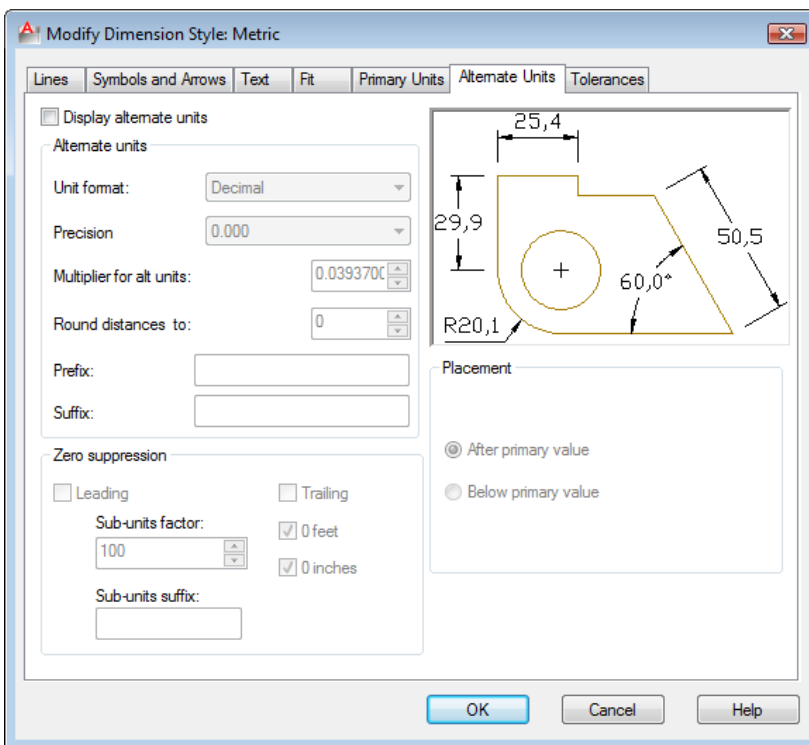 Modify Dimension Style: Metric
Lines Symbols and Arrows Text Fit Primary Units Alternate Units Tolerances
Display alternate units
Alternate units
Unit format: Decimal
Precision 0.000
Multiplier for alt units: 0.0393700
Round distances to: 0
Prefix:
Suffix:
Zero suppression
Leading
Trailing
Sub-units factor:
100
0 feet
0 inches
Sub-units suffix:
25,4
29,9
50,5
60,0°
R20,1
Placement
After primary value
Below primary value
OK Cancel Help